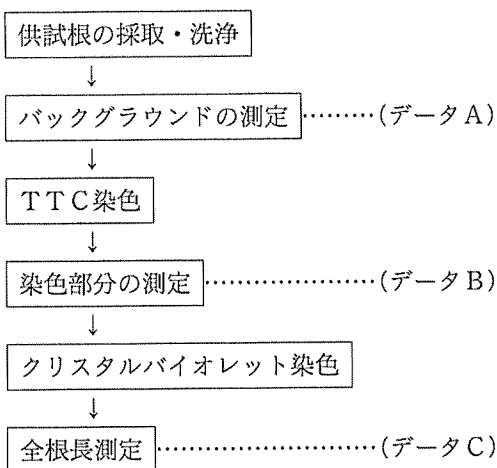 供試根の採取・洗浄
↓
バックグラウンドの測定………(データA)
↓
TTC染色
↓
染色部分の測定…………………(データB)
↓
クリスタルバイオレット染色
↓
全根長測定………………………(データC)